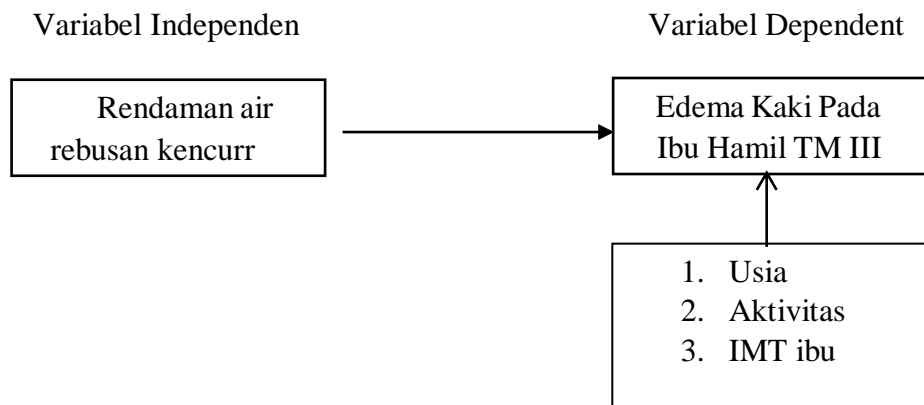 Variabel Independen
Variabel Dependent
Rendaman air
rebusan kencurr
Edema Kaki Pada
Ibu Hamil TM III
1. Usia
2. Aktivitas
3. IMT ibu